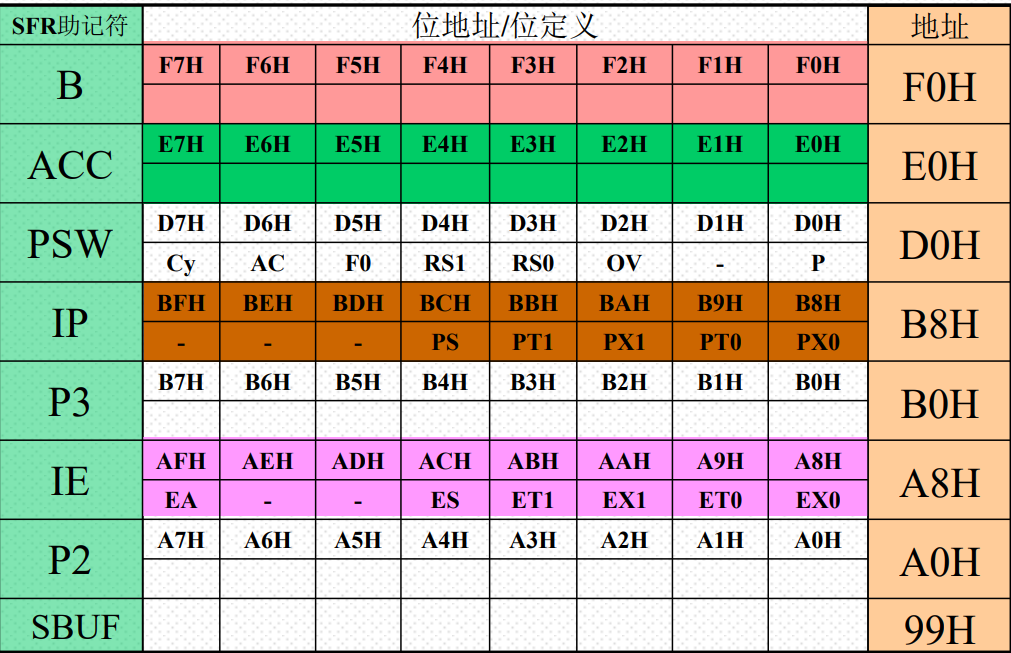 SFR助记符 位地址/位定义 地址
B F7H F6H F5H F4H F3H F2H F1H F0H F0H
ACC E7H E6H E5H E4H E3H E2H E1H E0H E0H
PSW D7H D6H D5H D4H D3H D2H D1H D0H D0H
Cy AC F0 RS1 RS0 OV - P
IP BFH BEH BDH BCH BBH BAH B9H B8H B8H
- - - PS PT1 PX1 PT0 PX0
P3 B7H B6H B5H B4H B3H B2H B1H B0H B0H
IE AFH AEH ADH ACH ABH AAH A9H A8H A8H
EA - - ES ET1 EX1 ET0 EX0
P2 A7H A6H A5H A4H A3H A2H A1H A0H A0H
SBUF 99H